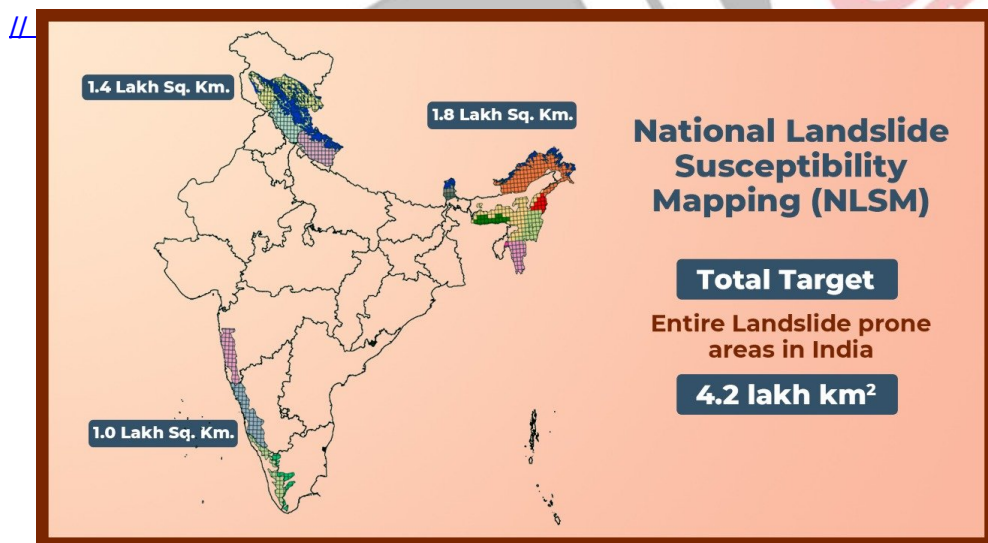 //
1.4 Lakh Sq. Km.
1.8 Lakh Sq. Km.
National Landslide
Susceptibility
Mapping (NLSM)
Total Target
Entire Landslide prone
areas in India
4.2 lakh km²
1.0 Lakh Sq. Km.